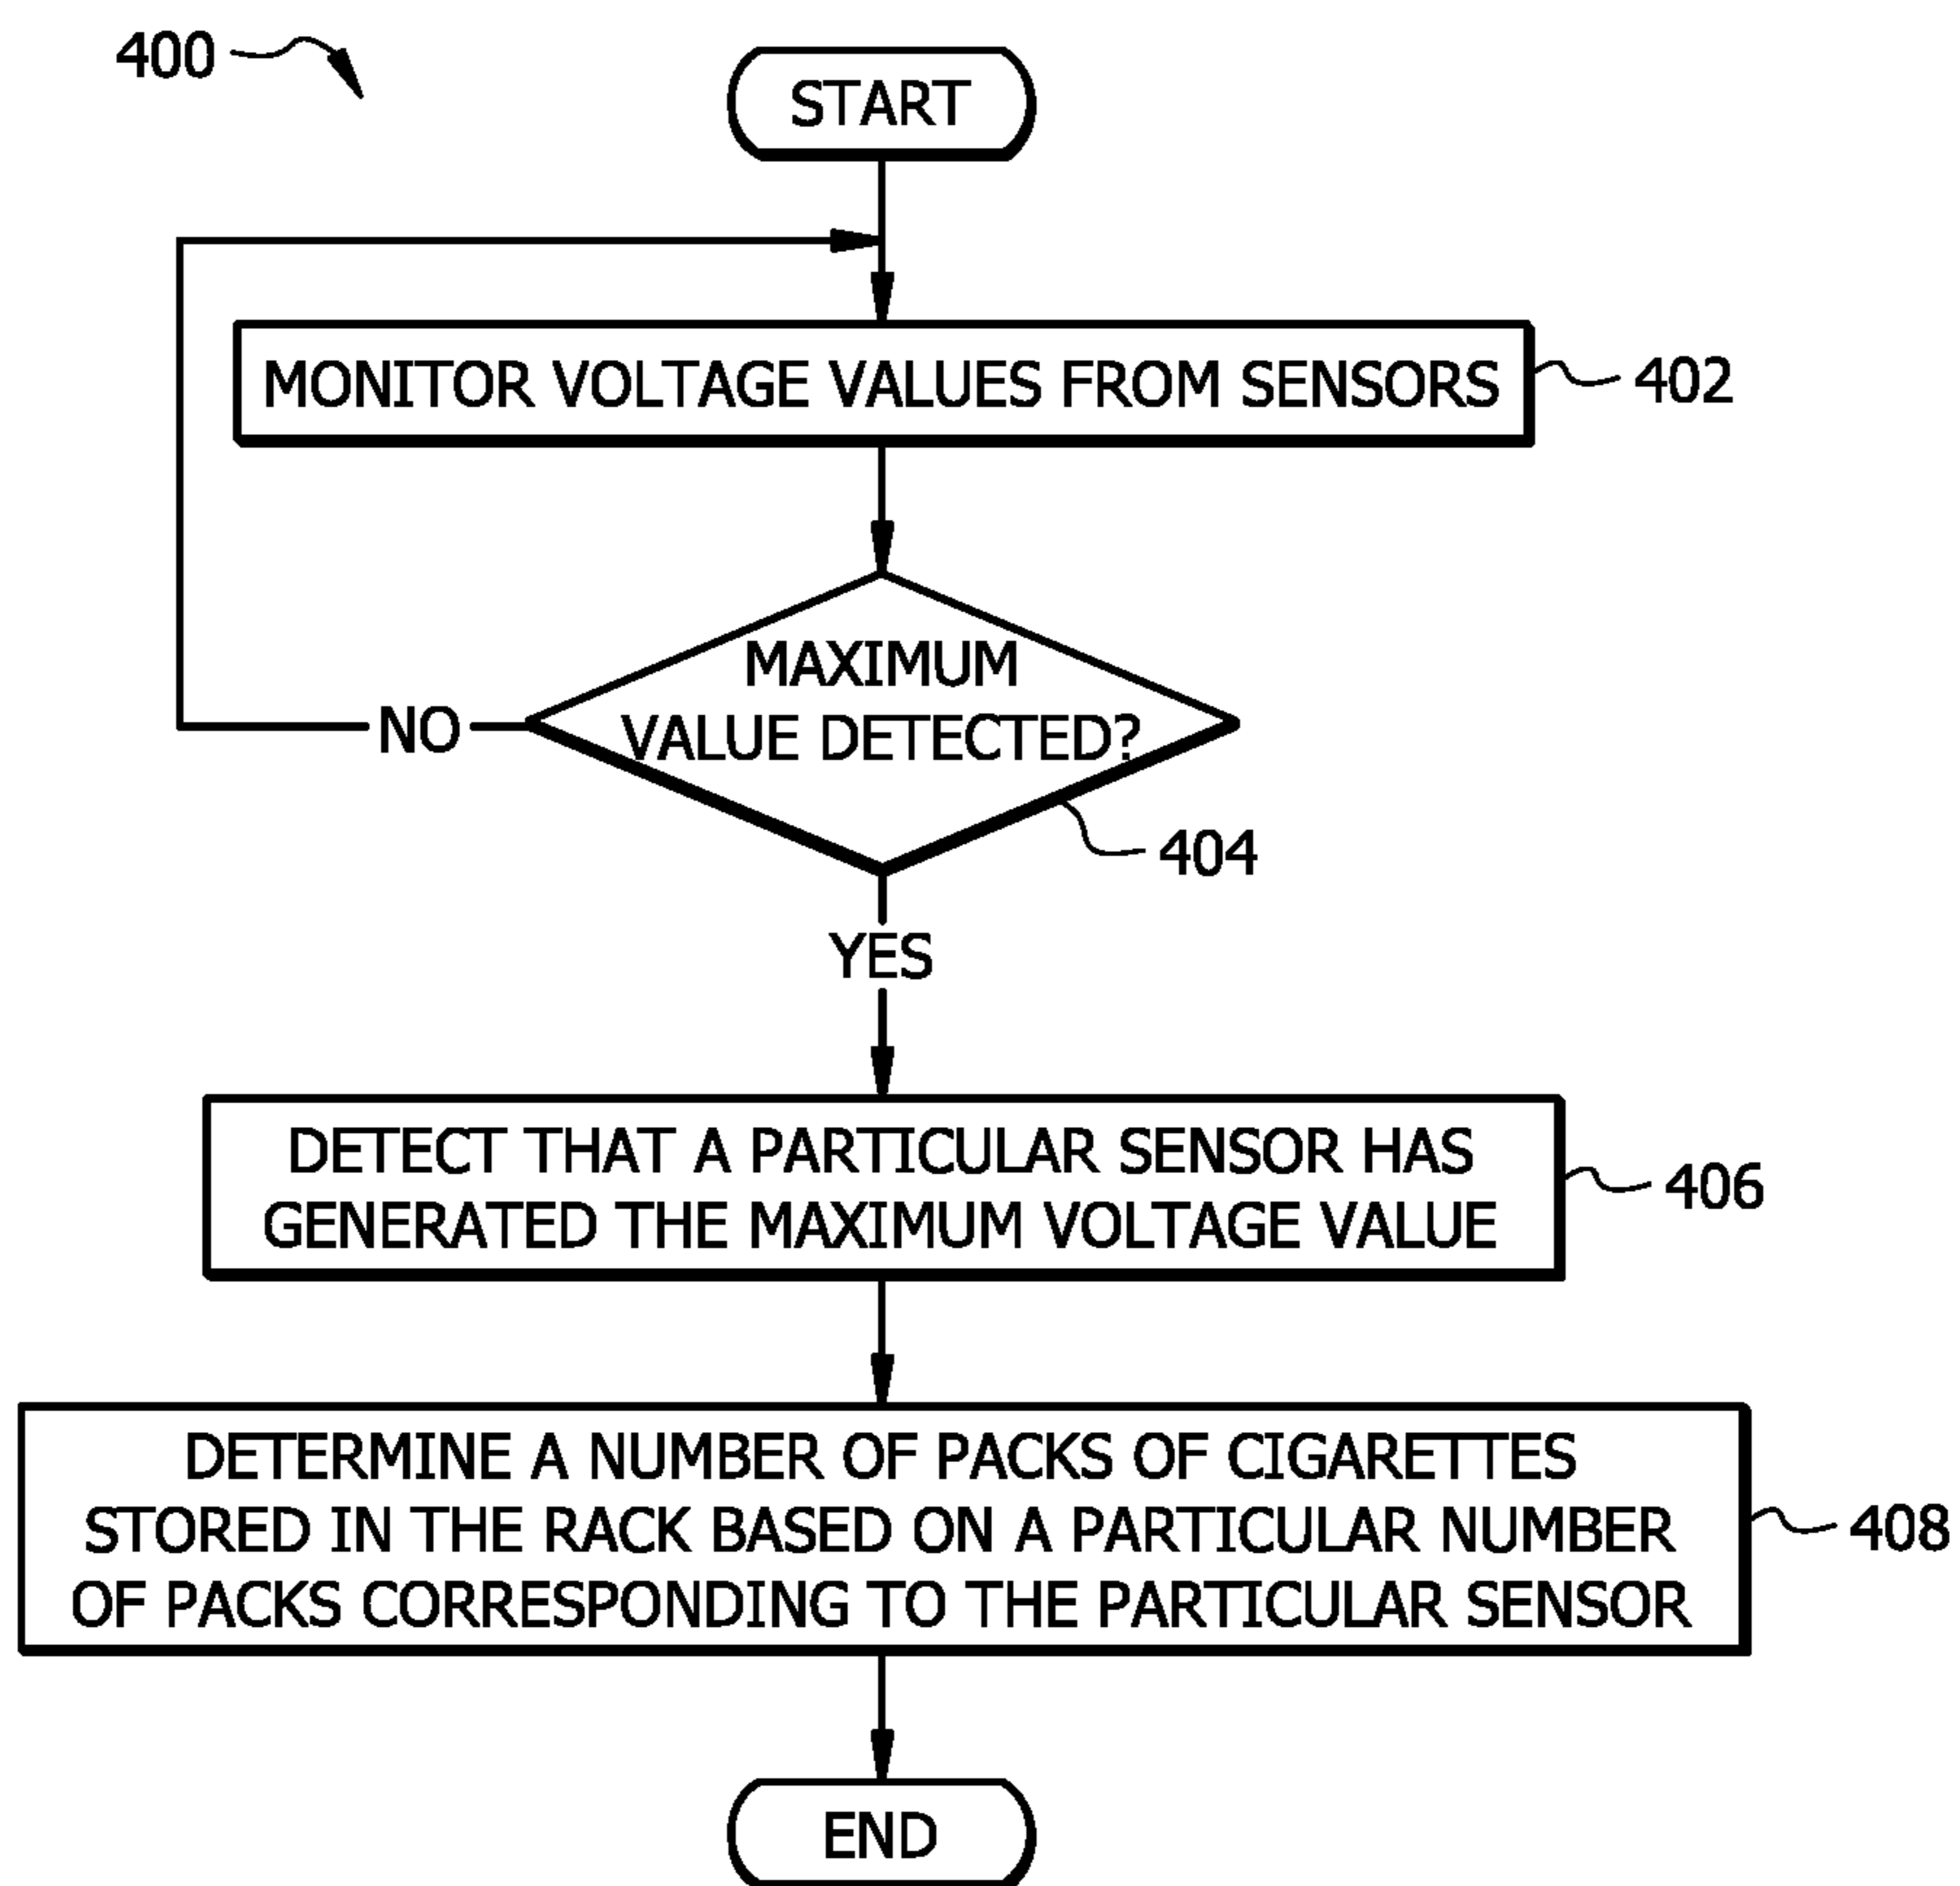 400
START
MONITOR VOLTAGE VALUES FROM SENSORS
402
MAXIMUM
VALUE DETECTED?
NO
404
YES
DETECT THAT A PARTICULAR SENSOR HAS
GENERATED THE MAXIMUM VOLTAGE VALUE
406
DETERMINE A NUMBER OF PACKS OF CIGARETTES
STORED IN THE RACK BASED ON A PARTICULAR NUMBER
OF PACKS CORRESPONDING TO THE PARTICULAR SENSOR
408
END